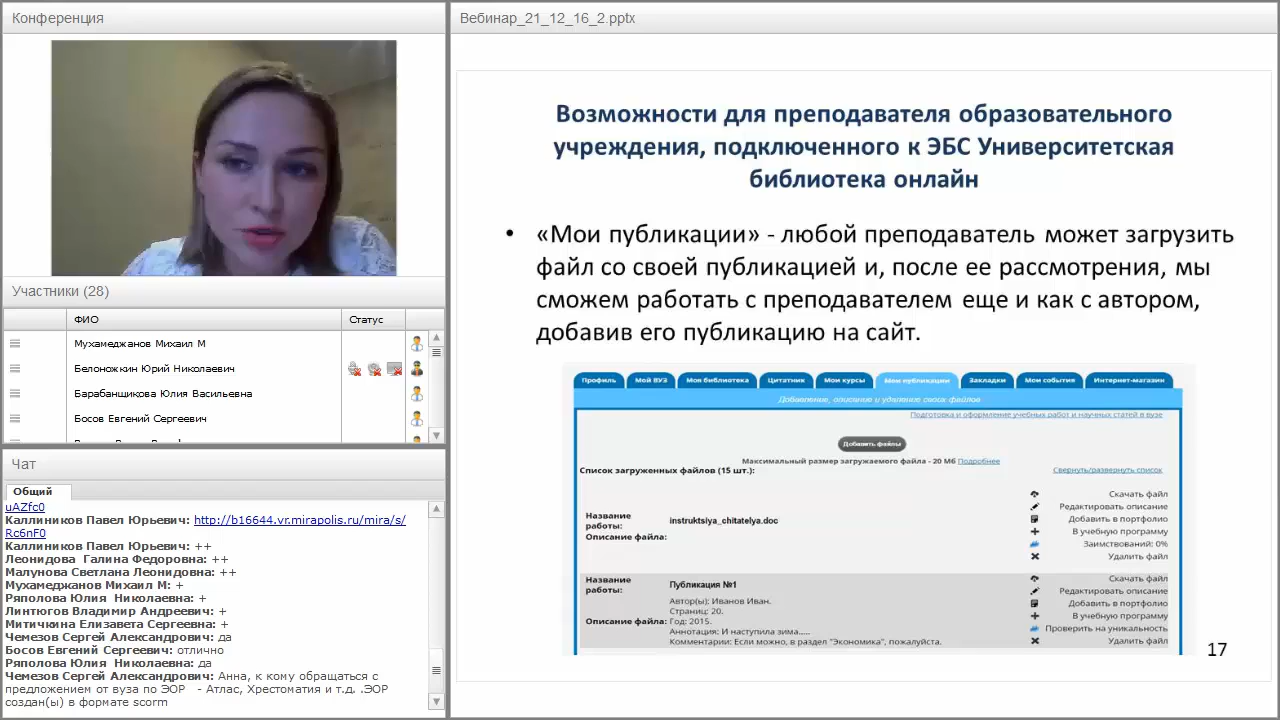 Конференция
Участники (28)
ФИО
Статус
Мухамеджанов Михаил М
Белоножкин Юрий Николаевич
Барабанщикова Юлия Васильевна
Босов Евгений Сергеевич
Чат
Общий
uAZfc0
Каллиников Павел Юрьевич: http://b16644.vr.mirapolis.ru/mira/s/
Rc6nF0
Каллиников Павел Юрьевич: ++
Леонидова Галина Федоровна: ++
Малунова Светлана Леонидовна: ++
Мухамеджанов Михаил М: +
Ряполова Юлия Николаевна: +
Линтюгов Владимир Андреевич: +
Митичкина Елизавета Сергеевна: +
Чемезов Сергей Александрович: да
Босов Евгений Сергеевич: отлично
Ряполова Юлия Николаевна: да
Чемезов Сергей Александрович: Анна, к кому обращаться с
предложением от вуза по ЭОР - Атлас, Хрестоматия и т.д. .ЭОР
создан(ы) в формате scorm
Вебинар_21_12_16_2.pptx
Возможности для преподавателя образовательного
учреждения, подключенного к ЭБС Университетская
библиотека онлайн
• «Мои публикации» - любой преподаватель может загрузить
файл со своей публикацией и, после ее рассмотрения, мы
сможем работать с преподавателем еще и как с автором,
добавив его публикацию на сайт.
Профиль Мой ВУЗ Моя библиотека Цитатник Мои курсы Мои публикации Закладки Мои события Интернет-магазин
Добавление, описание и удаление своих файлов
Подготовка и оформление учебных работ и научных статей в вузе
Добавить файлы
Максимальный размер загружаемого файла - 20 Мб Подробнее
Список загруженных файлов (15 шт.): Свернуть/развернуть список
Название работы: instruktsiya_chitatelya.doc
Описание файла:
Скачать файл
Редактировать описание
Добавить в портфолио
В учебную программу
Заимствований: 0%
Удалить файл
Название работы: Публикация №1
Описание файла:
Автор(ы): Иванов Иван.
Страниц: 20.
Год: 2015.
Аннотация: И наступила зима.....
Комментарии: Если можно, в раздел "Экономика", пожалуйста.
Скачать файл
Редактировать описание
Добавить в портфолио
В учебную программу
Проверить на уникальность
Удалить файл
17